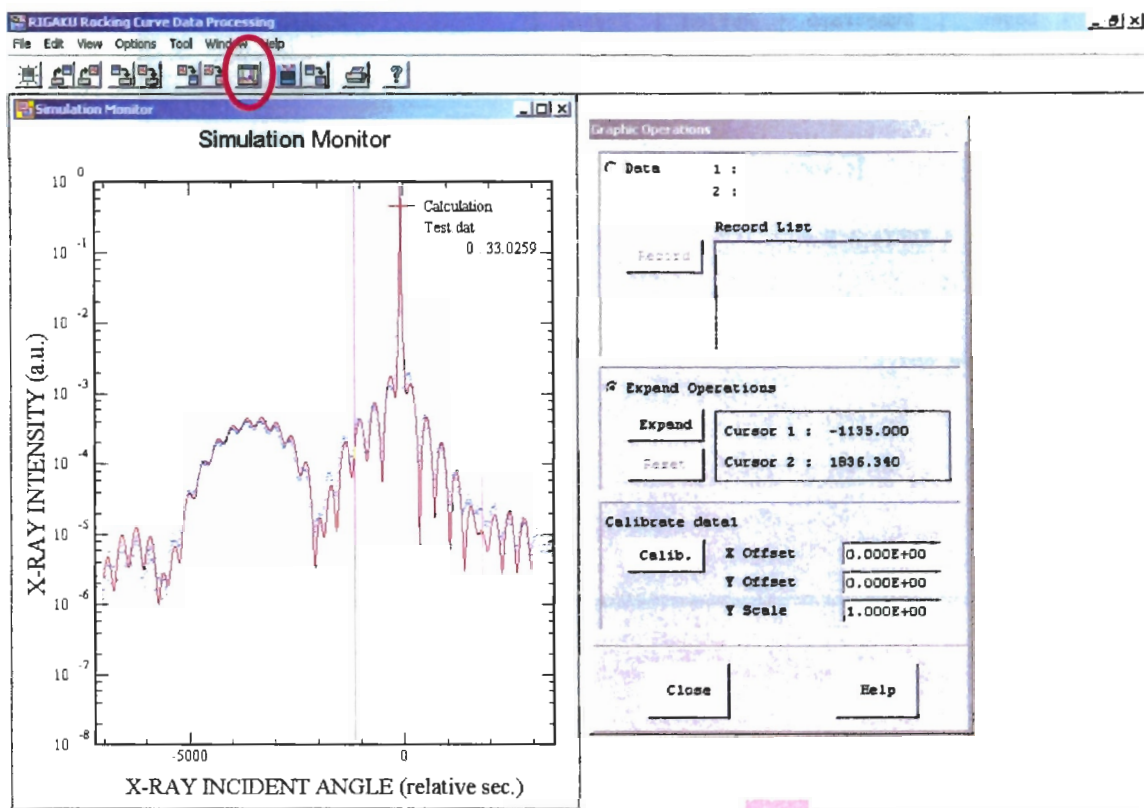 RIGAKU Rocking Curve Data Processing
File Edit View Options Tool Window Help
Simulation Monitor
Simulation Monitor
10 0
10 -1
10 -2
10 -3
10 -4
10 -5
10 -6
10 -7
10 -8
X-RAY INTENSITY (a.u.)
Calculation
Test dat
0 33.0259
-5000 0
X-RAY INCIDENT ANGLE (relative sec.)
Graphic Operations
Data 1 :
2 :
Record List
Record
Expand Operations
Expand
Cursor 1 : -1135.000
Reset
Cursor 2 : 1836.340
Calibrate data1
Calib. X Offset 0.000E+00
Y Offset 0.000E+00
Y Scale 1.000E+00
Close Help